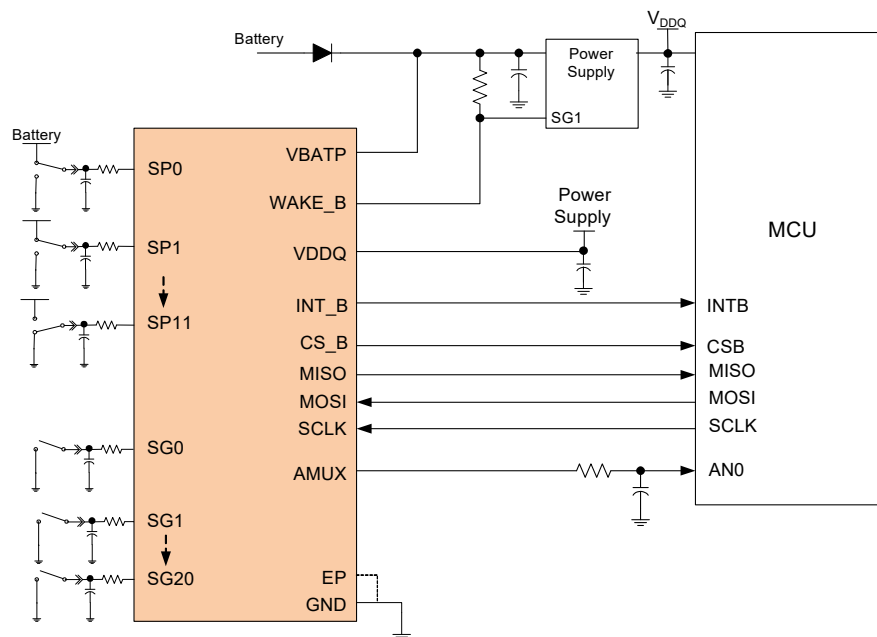 V_DDQ
Battery
Power
Supply
SG1
MCU
Battery
SP0
VBATP
WAKE_B
Power
Supply
SP1
VDDQ
SP11
INT_B
INTB
CS_B
CSB
MISO
MISO
MOSI
MOSI
SCLK
SCLK
SG0
AMUX
AN0
SG1
SG20
EP
GND